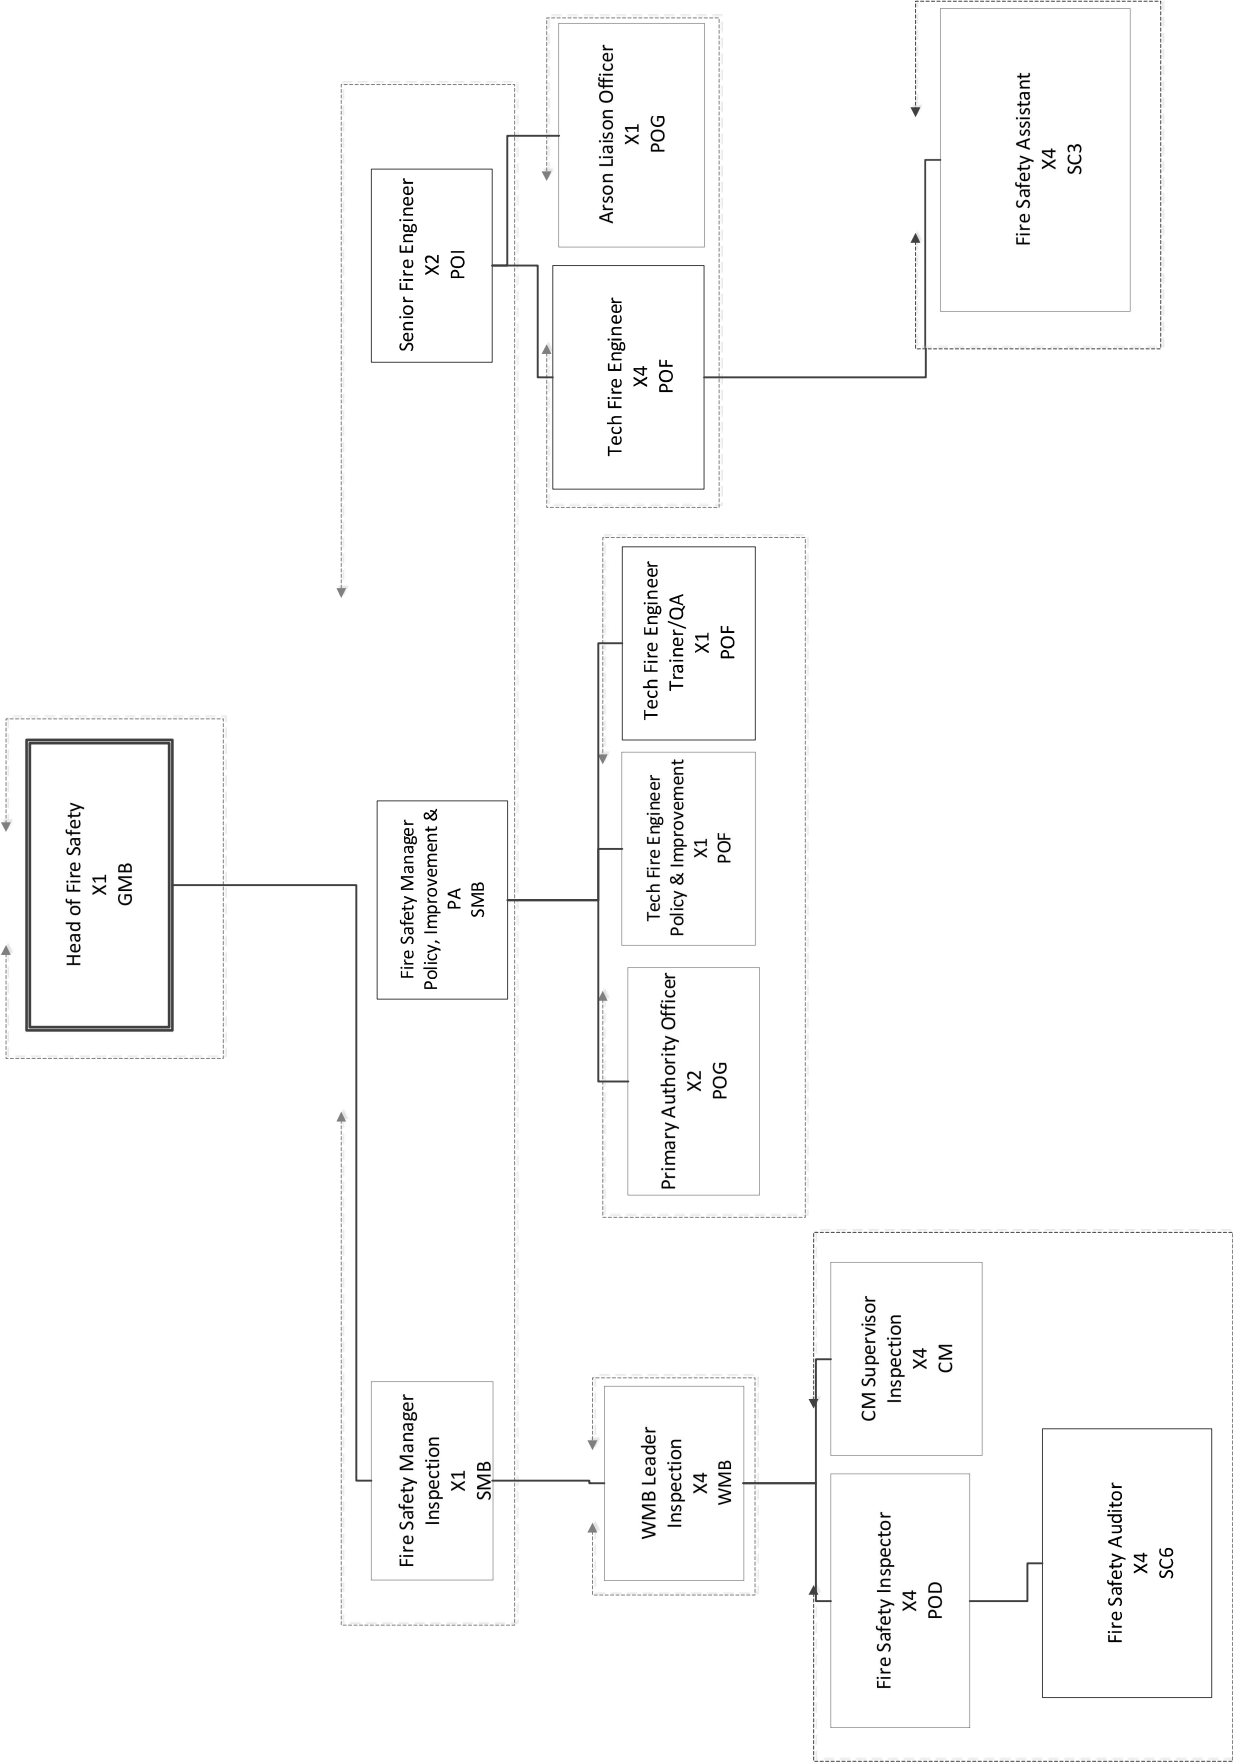 Head of Fire Safety
X1
GMB
Fire Safety Manager
Inspection
X1
SMB
Fire Safety Manager
Policy, Improvement &
PA
SMB
Senior Fire Engineer
X2
POI
WMB Leader
Inspection
X4
WMB
Primary Authority Officer
X2
POG
Tech Fire Engineer
Policy & Improvement
X1
POF
Tech Fire Engineer
Trainer/QA
X1
POF
Tech Fire Engineer
X4
POF
Arson Liaison Officer
X1
POG
Fire Safety Inspector
X4
POD
CM Supervisor
Inspection
X4
CM
Fire Safety Assistant
X4
SC3
Fire Safety Auditor
X4
SC6